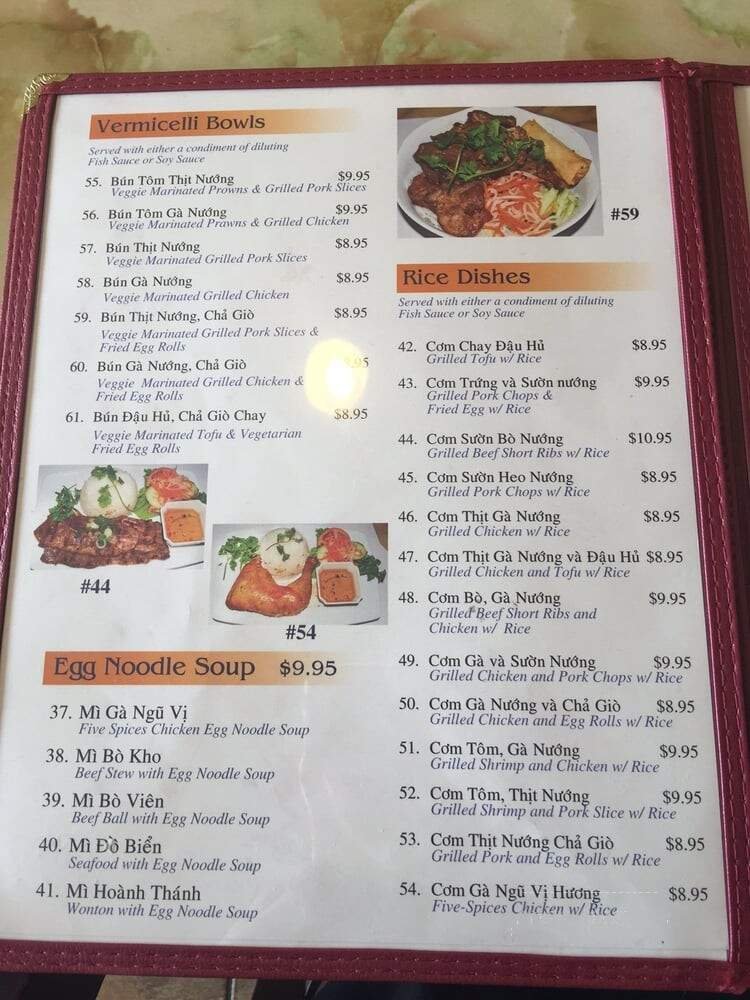 Vermicelli Bowls
Served with either a condiment of diluting
Fish Sauce or Soy Sauce
55. Bún Tôm Thịt Nướng $9.95
Veggie Marinated Prowns & Grilled Pork Slices
56. Bún Tôm Gà Nướng $9.95
Veggie Marinated Prawns & Grilled Chicken
57. Bún Thịt Nướng $8.95
Veggie Marinated Grilled Pork Slices
58. Bún Gà Nướng $8.95
Veggie Marinated Grilled Chicken
59. Bún Thịt Nướng, Chả Giò $8.95
Veggie Marinated Grilled Pork Slices &
Fried Egg Rolls
60. Bún Gà Nướng, Chả Giò .95
Veggie Marinated Grilled Chicken &
Fried Egg Rolls
61. Bún Đậu Hủ, Chả Giò Chay $8.95
Veggie Marinated Tofu & Vegetarian
Fried Egg Rolls
#44
#54
Egg Noodle Soup $9.95
37. Mì Gà Ngũ Vị
Five Spices Chicken Egg Noodle Soup
38. Mì Bò Kho
Beef Stew with Egg Noodle Soup
39. Mì Bò Viên
Beef Ball with Egg Noodle Soup
40. Mì Đồ Biển
Seafood with Egg Noodle Soup
41. Mì Hoành Thánh
Wonton with Egg Noodle Soup
#59
Rice Dishes
Served with either a condiment of diluting
Fish Sauce or Soy Sauce
42. Cơm Chay Đậu Hủ $8.95
Grilled Tofu w/ Rice
43. Cơm Trứng và Sườn nướng $9.95
Grilled Pork Chops &
Fried Egg w/ Rice
44. Cơm Sườn Bò Nướng $10.95
Grilled Beef Short Ribs w/ Rice
45. Cơm Sườn Heo Nướng $8.95
Grilled Pork Chops w/ Rice
46. Cơm Thịt Gà Nướng $8.95
Grilled Chicken w/ Rice
47. Cơm Thịt Gà Nướng và Đậu Hủ $8.95
Grilled Chicken and Tofu w/ Rice
48. Cơm Bò, Gà Nướng $9.95
Grilled Beef Short Ribs and
Chicken w/ Rice
49. Cơm Gà và Sườn Nướng $9.95
Grilled Chicken and Pork Chops w/ Rice
50. Cơm Gà Nướng và Chả Giò $8.95
Grilled Chicken and Egg Rolls w/ Rice
51. Cơm Tôm, Gà Nướng $9.95
Grilled Shrimp and Chicken w/ Rice
52. Cơm Tôm, Thịt Nướng $9.95
Grilled Shrimp and Pork Slice w/ Rice
53. Cơm Thịt Nướng Chả Giò $8.95
Grilled Pork and Egg Rolls w/ Rice
54. Cơm Gà Ngũ Vị Hương $8.95
Five-Spices Chicken w/ Rice